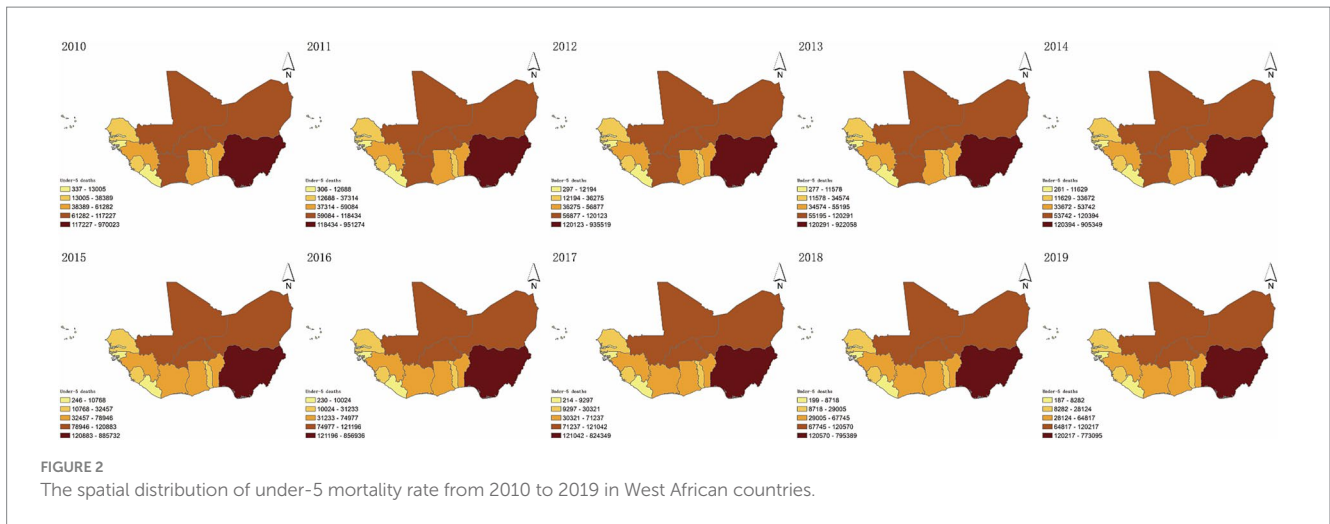 2010
N
Under-5 deaths
337 - 13005
13005 - 38389
38389 - 61282
61282 - 117227
117227 - 970023
2011
N
Under-5 deaths
306 - 12688
12688 - 37314
37314 - 59084
59084 - 118434
118434 - 951274
2012
N
Under-5 deaths
297 - 12194
12194 - 36275
36275 - 56877
56877 - 120123
120123 - 935519
2013
N
Under-5 deaths
277 - 11578
11578 - 34574
34574 - 55195
55195 - 120291
120291 - 922058
2014
N
Under-5 deaths
261 - 11629
11629 - 33672
33672 - 53742
53742 - 120394
120394 - 905349
2015
N
Under-5 deaths
246 - 10768
10768 - 32457
32457 - 78946
78946 - 120883
120883 - 885732
2016
N
Under-5 deaths
230 - 10024
10024 - 31233
31233 - 74977
74977 - 121196
121196 - 856936
2017
N
Under-5 deaths
214 - 9297
9297 - 30321
30321 - 71237
71237 - 121042
121042 - 824349
2018
N
Under-5 deaths
199 - 8718
8718 - 29005
29005 - 67745
67745 - 120570
120570 - 795389
2019
N
Under-5 deaths
187 - 8282
8282 - 28124
28124 - 64817
64817 - 120217
120217 - 773095
FIGURE 2
The spatial distribution of under-5 mortality rate from 2010 to 2019 in West African countries.